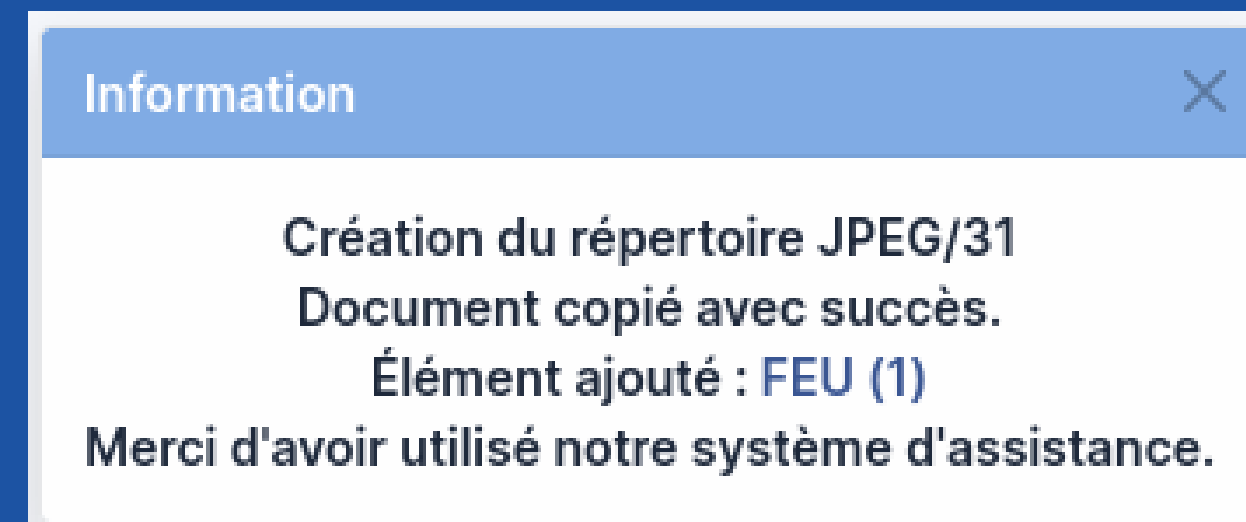 Information
Création du répertoire JPEG/31
Document copié avec succès.
Élément ajouté : FEU (1)
Merci d'avoir utilisé notre système d'assistance.